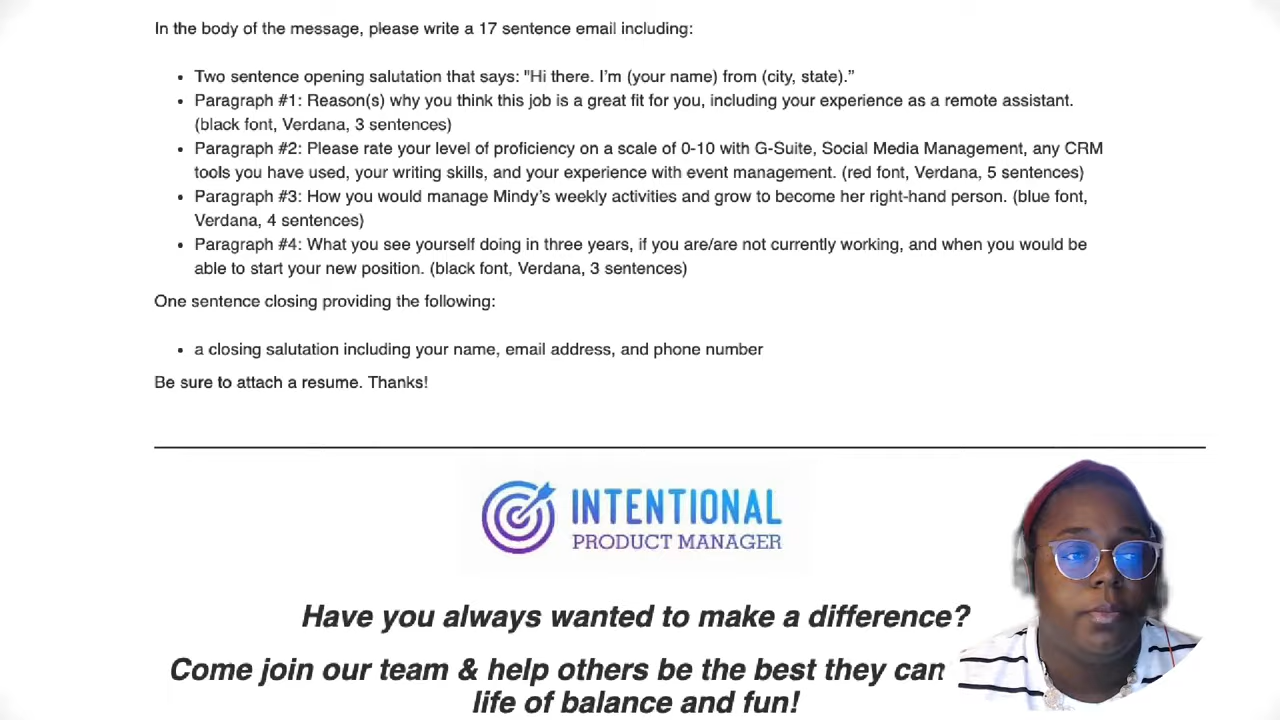 In the body of the message, please write a 17 sentence email including:
• Two sentence opening salutation that says: "Hi there. I’m (your name) from (city, state).”
• Paragraph #1: Reason(s) why you think this job is a great fit for you, including your experience as a remote assistant.
(black font, Verdana, 3 sentences)
• Paragraph #2: Please rate your level of proficiency on a scale of 0-10 with G-Suite, Social Media Management, any CRM
tools you have used, your writing skills, and your experience with event management. (red font, Verdana, 5 sentences)
• Paragraph #3: How you would manage Mindy’s weekly activities and grow to become her right-hand person. (blue font,
Verdana, 4 sentences)
• Paragraph #4: What you see yourself doing in three years, if you are/are not currently working, and when you would be
able to start your new position. (black font, Verdana, 3 sentences)
One sentence closing providing the following:
• a closing salutation including your name, email address, and phone number
Be sure to attach a resume. Thanks!
INTENTIONAL
PRODUCT MANAGER
Have you always wanted to make a difference?
Come join our team & help others be the best they can
life of balance and fun!